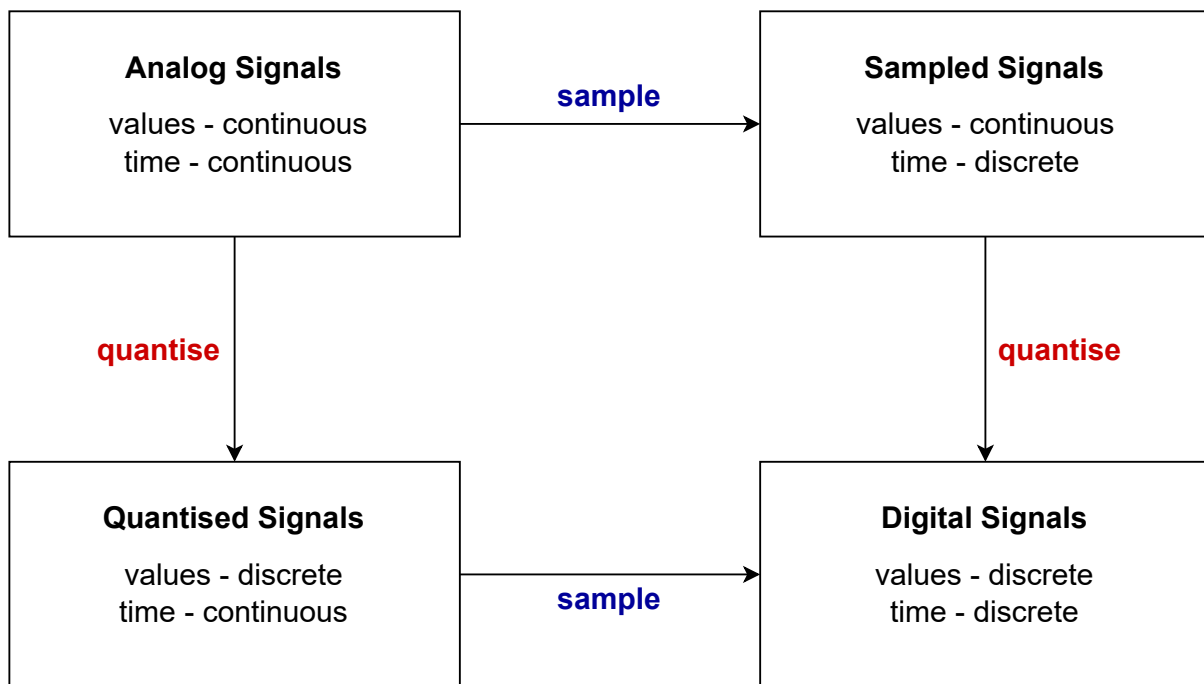 Analog Signals
values - continuous
time - continuous
sample
Sampled Signals
values - continuous
time - discrete
quantise
quantise
Quantised Signals
values - discrete
time - continuous
sample
Digital Signals
values - discrete
time - discrete